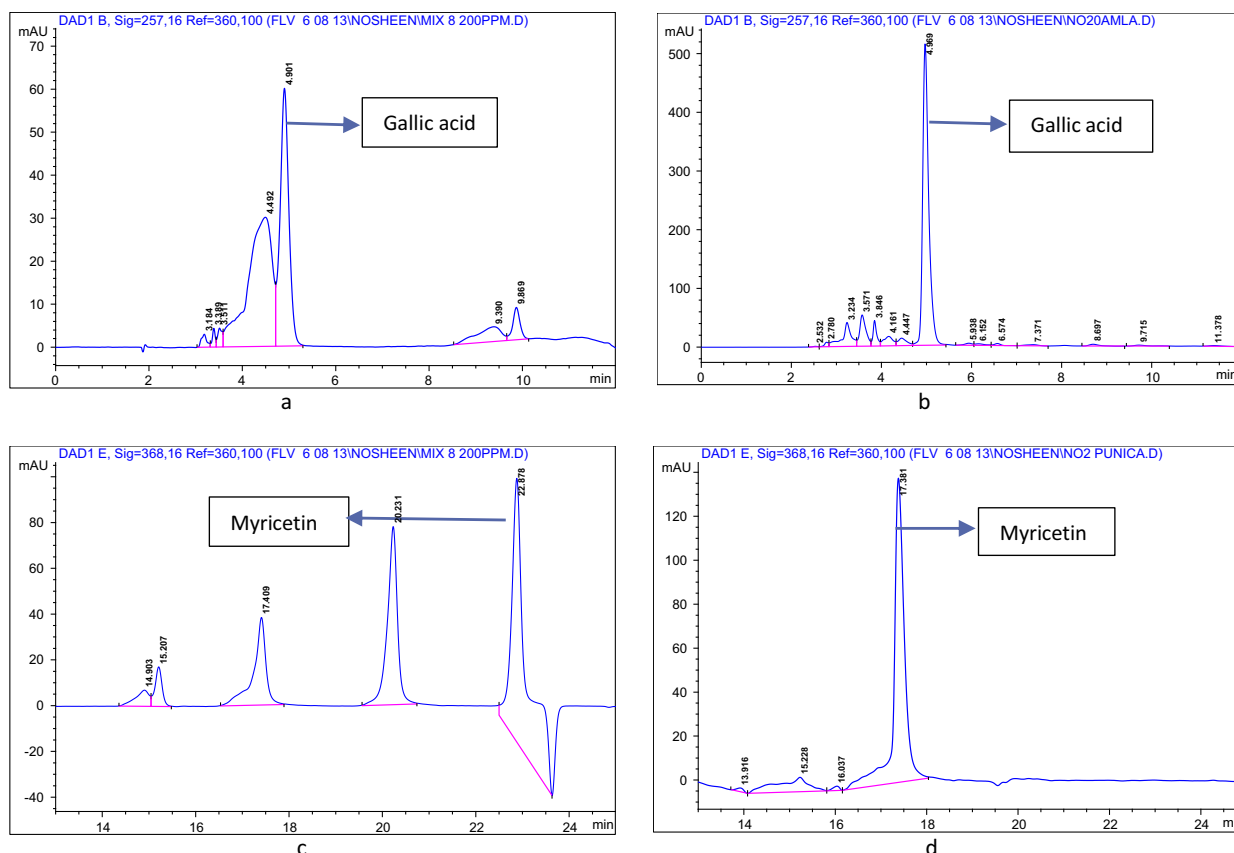 DAD1 B, Sig=257,16 Ref=360,100 (FLV 6 08 13\NOSHEEN\MIX 8 200PPM.D)
mAU
70
60
50
40
30
20
10
0
3.184
3.389
3.511
4.492
4.901
9.390
9.869
Gallic acid
0 2 4 6 8 10 min
a
DAD1 B, Sig=257,16 Ref=360,100 (FLV 6 08 13\NOSHEEN\NO20AMLA.D)
mAU
500
400
300
200
100
0
2.532
2.780
3.234
3.571
3.846
4.161
4.447
4.969
5.938
6.152
6.574
7.371
8.697
9.715
11.378
Gallic acid
0 2 4 6 8 10 min
b
DAD1 E, Sig=368,16 Ref=360,100 (FLV 6 08 13\NOSHEEN\MIX 8 200PPM.D)
mAU
80
60
40
20
0
-20
-40
14.903
15.207
17.409
20.231
22.878
Myricetin
14 16 18 20 22 24 min
c
DAD1 E, Sig=368,16 Ref=360,100 (FLV 6 08 13\NOSHEEN\NO2 PUNICA.D)
mAU
120
100
80
60
40
20
0
13.916
15.228
16.037
17.381
Myricetin
14 16 18 20 22 24 m
d